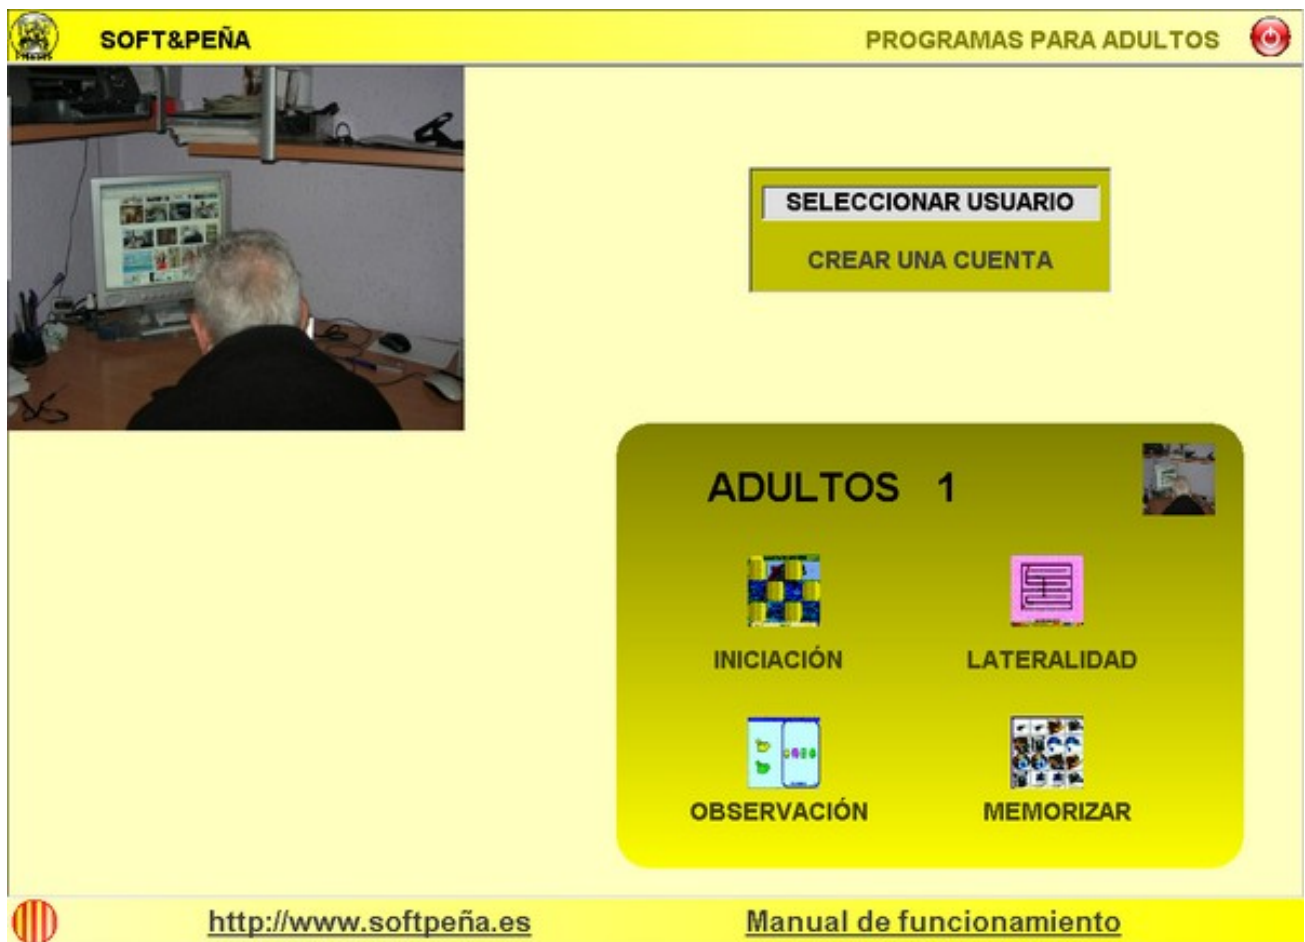 SOFT&PEÑA
PROGRAMAS PARA ADULTOS
SELECCIONAR USUARIO
CREAR UNA CUENTA
ADULTOS 1
INICIACIÓN
LATERALIDAD
OBSERVACIÓN
MEMORIZAR
http://www.softpeña.es
Manual de funcionamiento